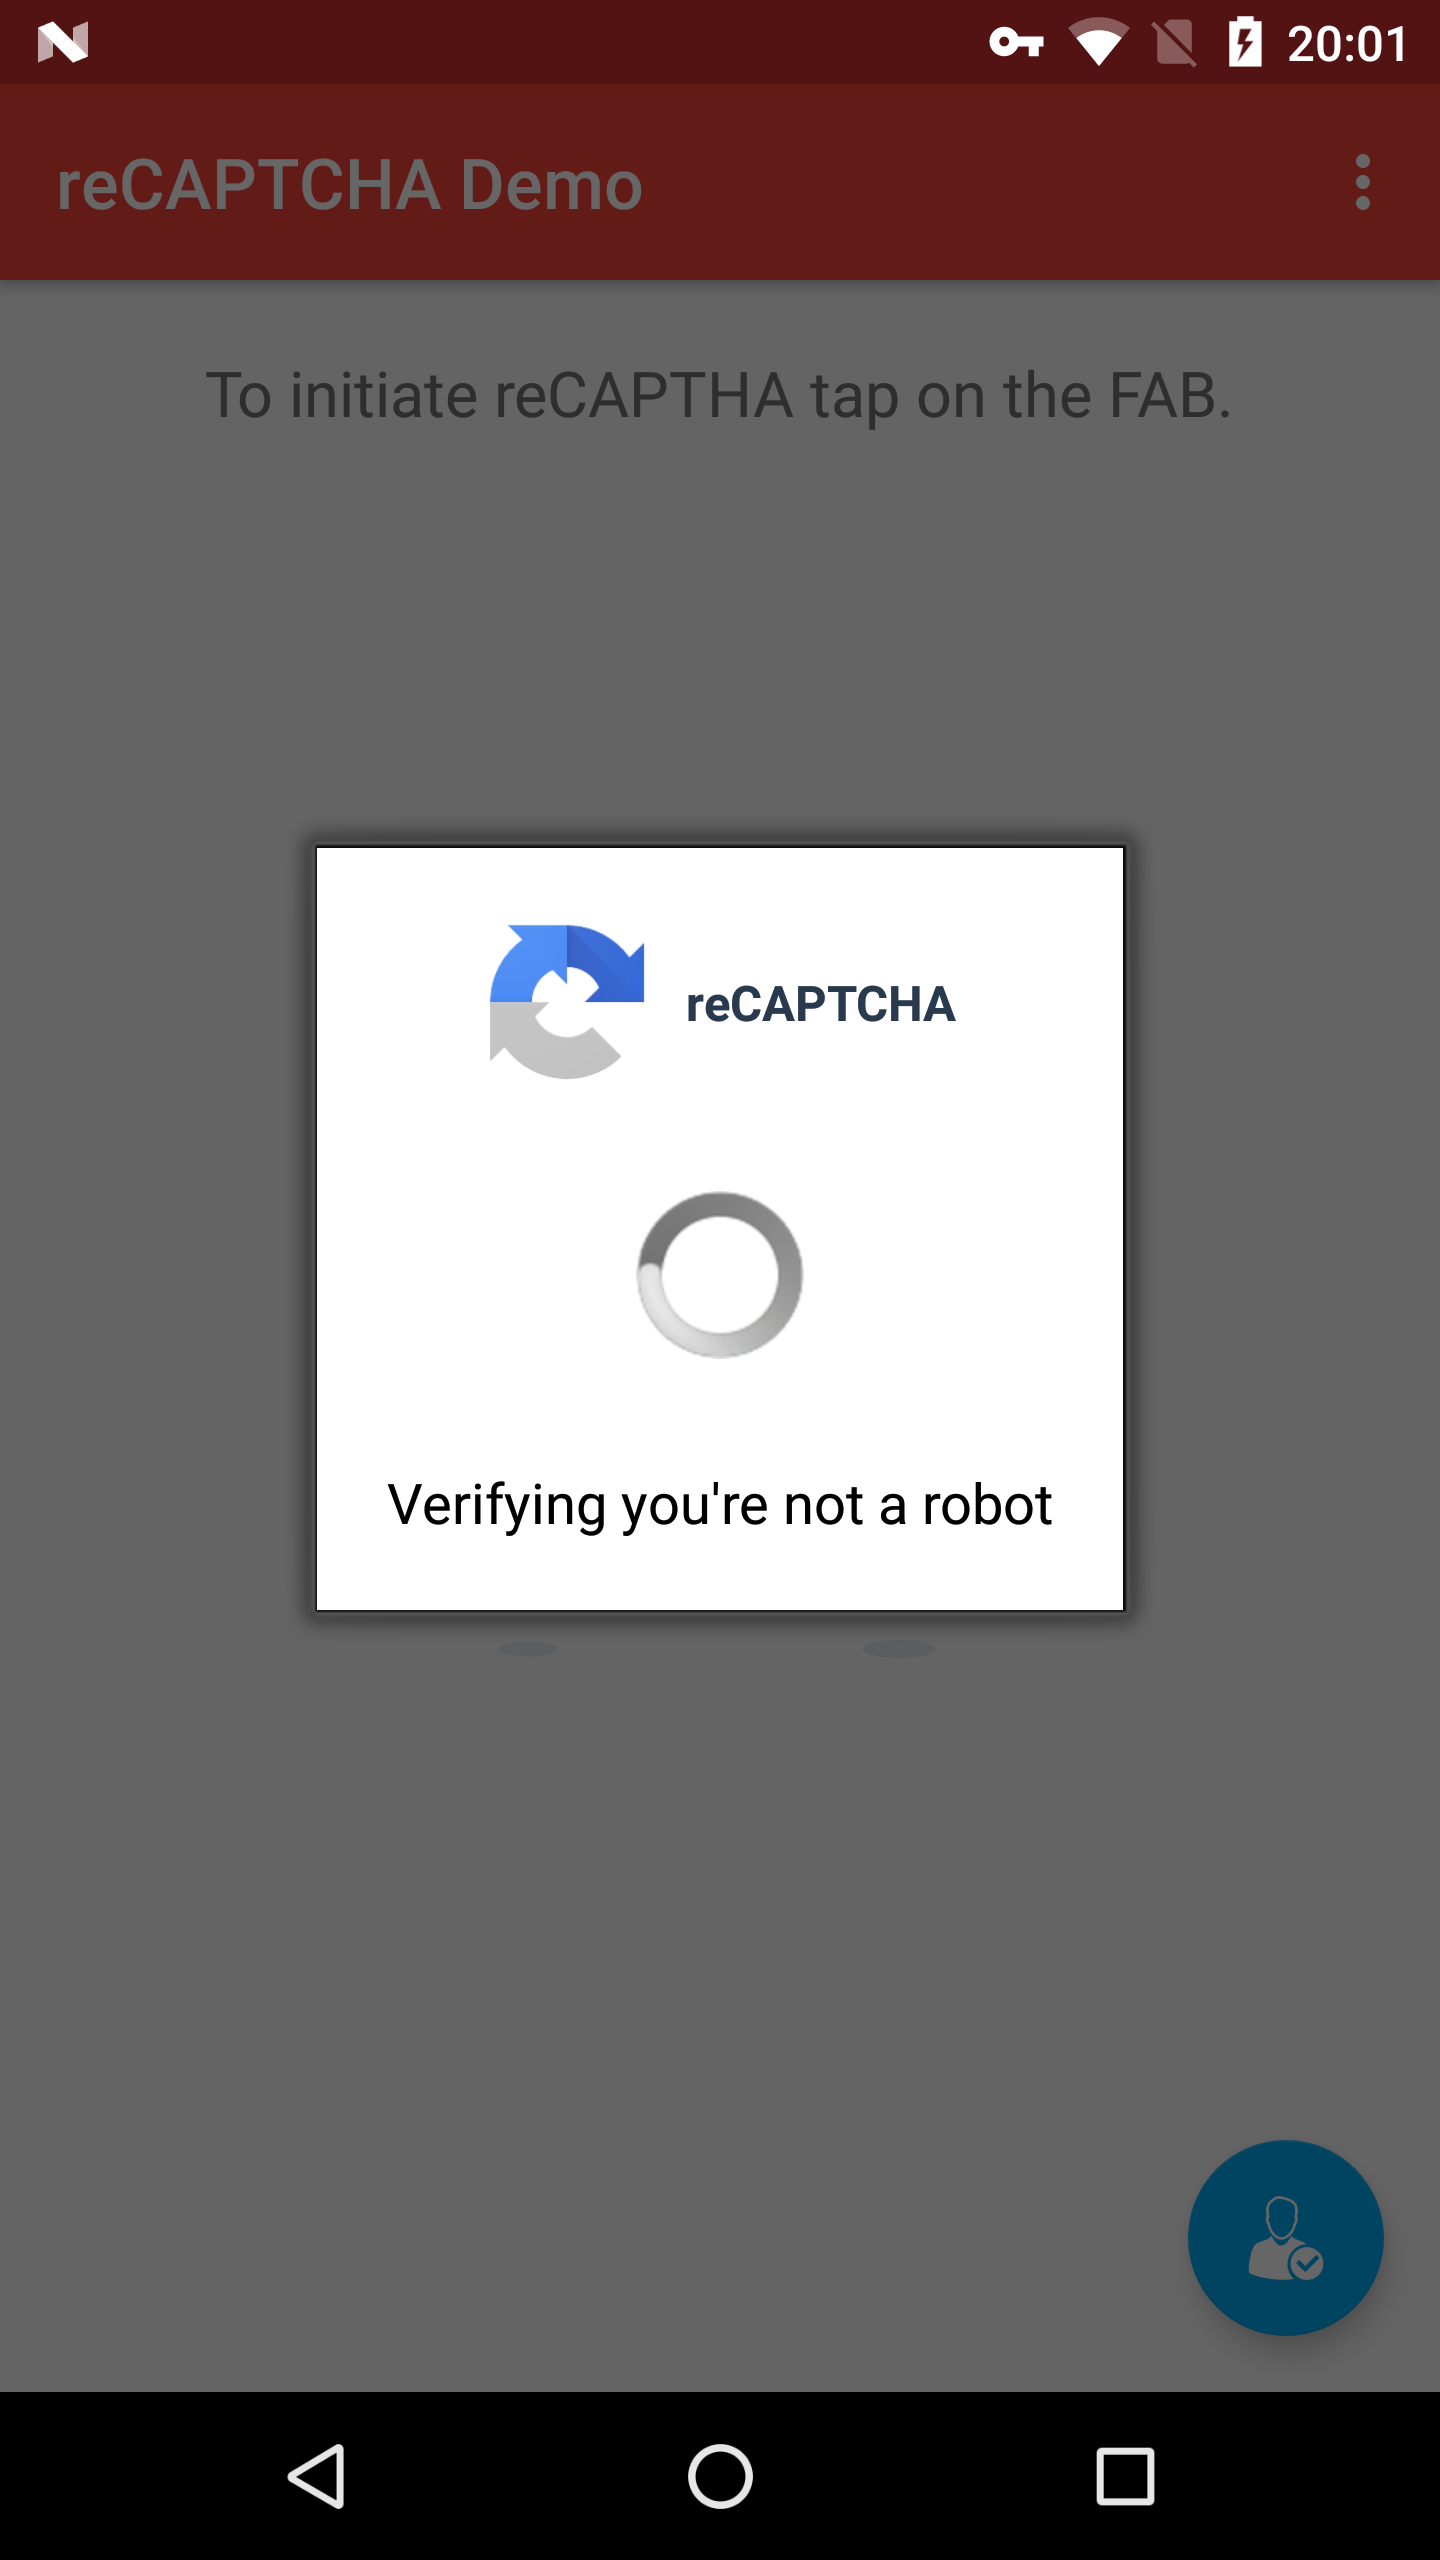 20:01
reCAPTCHA Demo
To initiate reCAPTHA tap on the FAB.
reCAPTCHA
Verifying you're not a robot